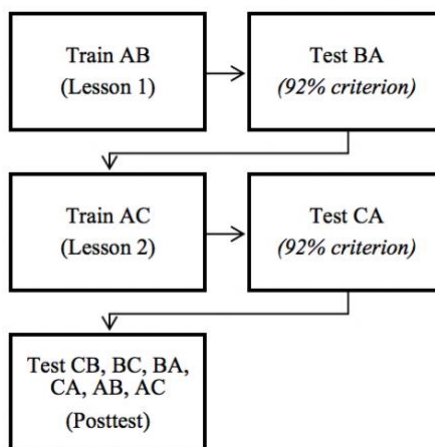 Train AB
(Lesson 1)
Test BA
(92% criterion)
Train AC
(Lesson 2)
Test CA
(92% criterion)
Test CB, BC, BA,
CA, AB, AC
(Posttest)